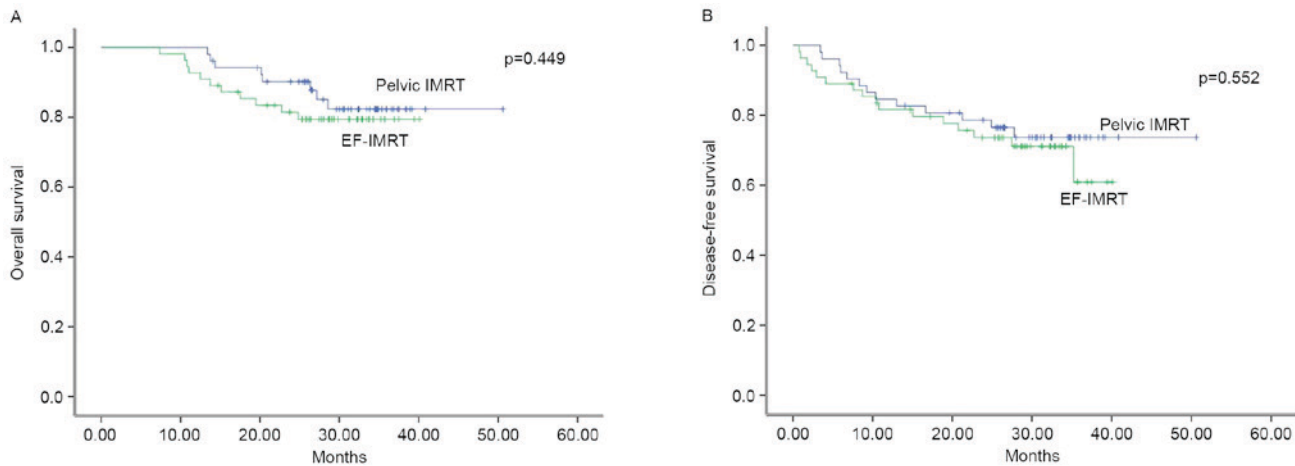 A
1.0
0.8
0.6
0.4
0.2
0.0
Overall survival
p=0.449
Pelvic IMRT
EF-IMRT
0.00 10.00 20.00 30.00 40.00 50.00 60.00
Months
B
1.0
0.8
0.6
0.4
0.2
0.0
Disease-free survival
p=0.552
Pelvic IMRT
EF-IMRT
0.00 10.00 20.00 30.00 40.00 50.00 60.00
Months